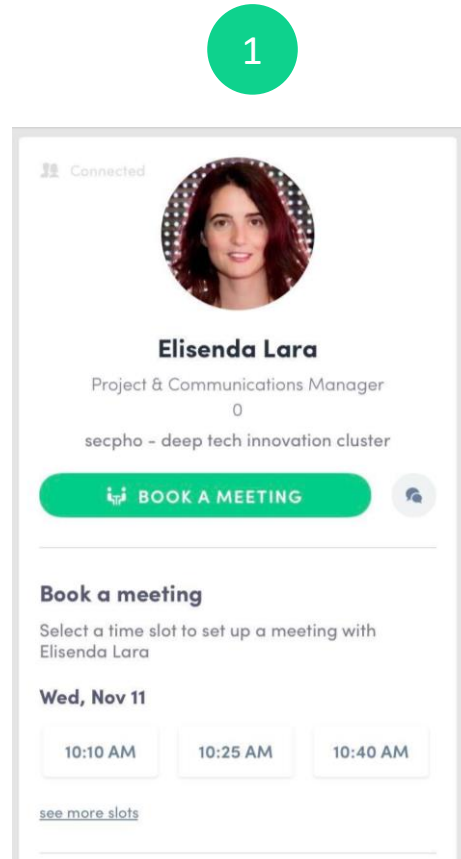 1
Connected
Elisenda Lara
Project & Communications Manager
0
secpho - deep tech innovation cluster
BOOK A MEETING
Book a meeting
Select a time slot to set up a meeting with
Elisenda Lara
Wed, Nov 11
10:10 AM 10:25 AM 10:40 AM
see more slots